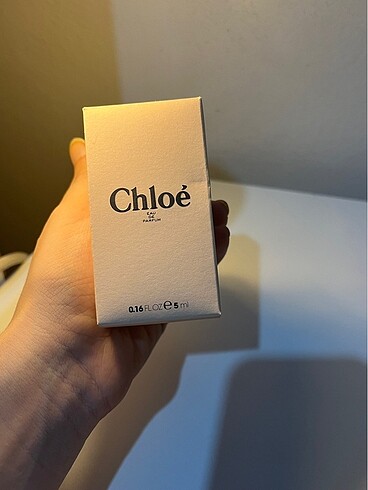 Chloé
EAU
DE
PARFUM
0.16 FL.OZ ℮ 5 ml